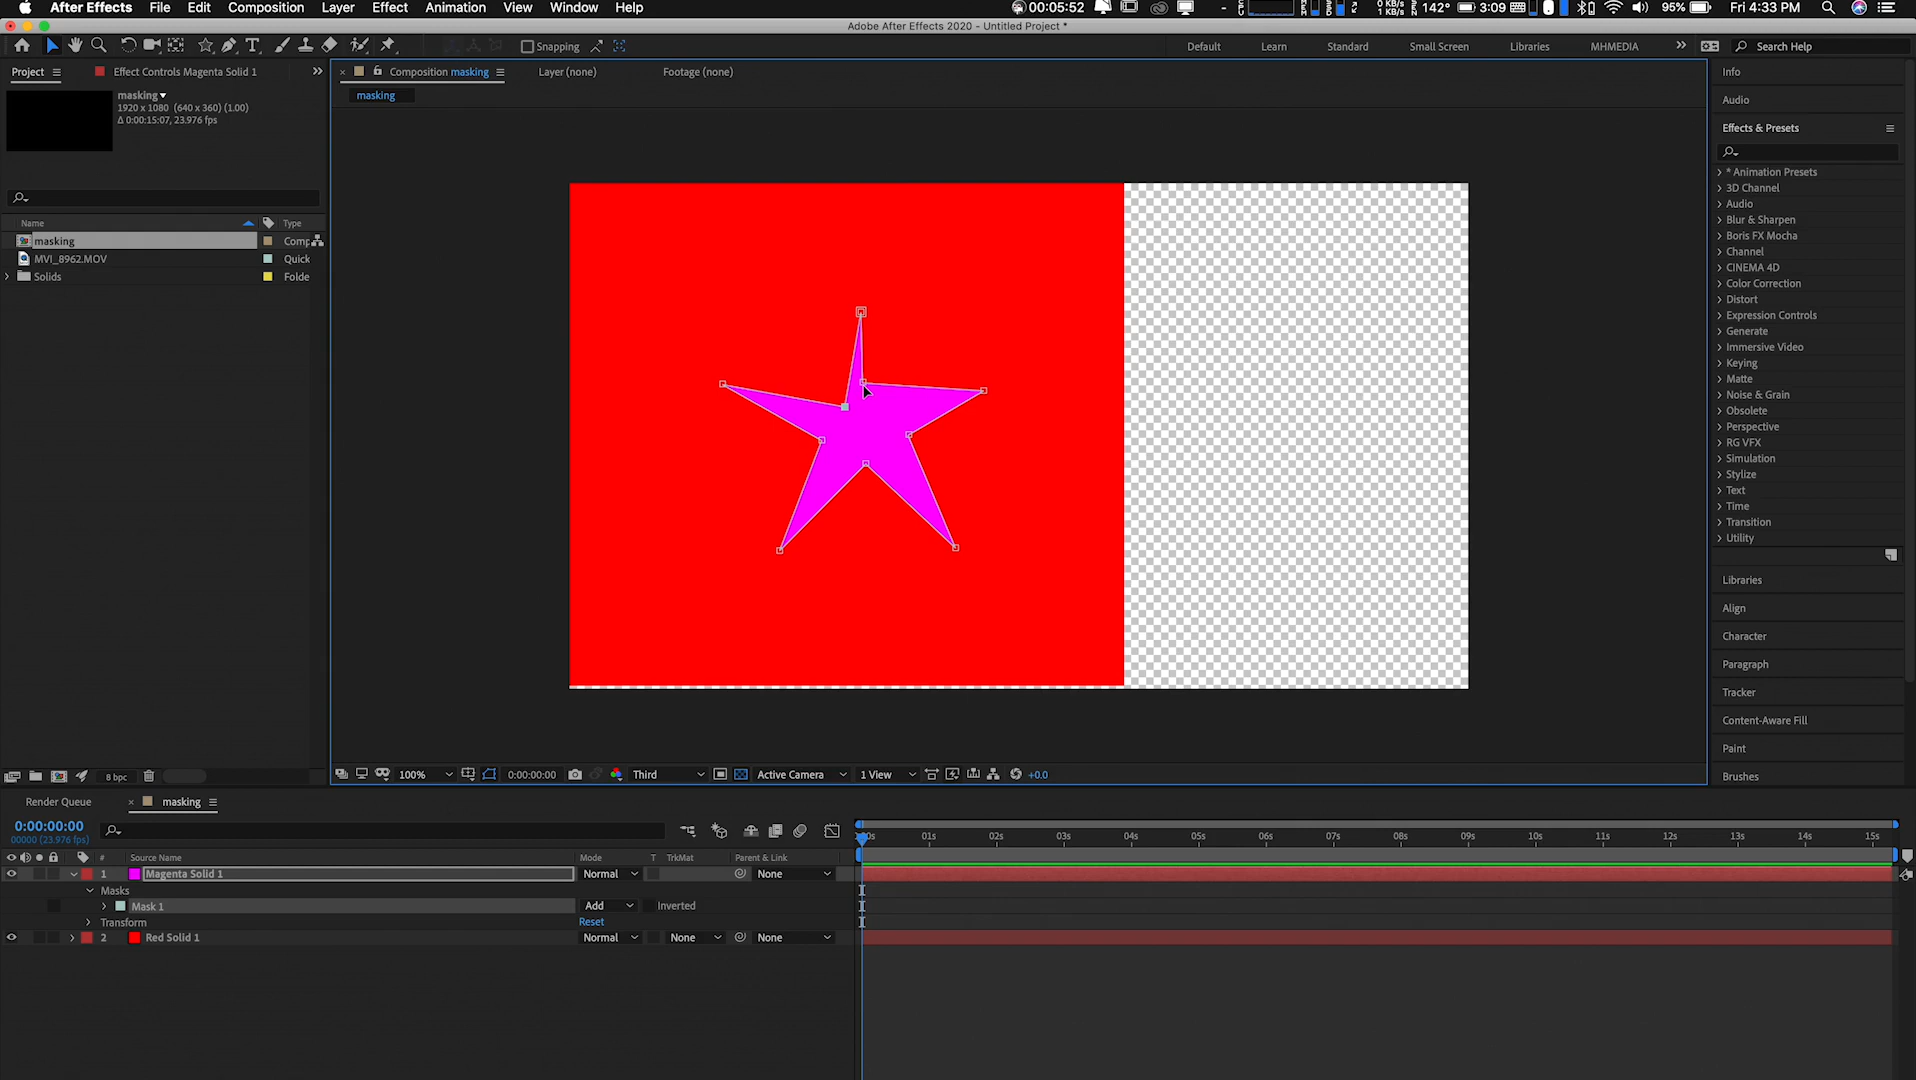 After Effects File Edit Composition Layer Effect Animation View Window Help 00:05:52 0 KB/s 1 KB/s 142° 3:09 95% Fri 4:33 PM
Adobe After Effects 2020 - Untitled Project *
Snapping Default Learn Standard Small Screen Libraries MHMEDIA Search Help
Project Effect Controls Magenta Solid 1 Composition masking Layer (none) Footage (none) Info
masking
masking
1920 x 1080 (640 x 360) (1.00)
Δ 0:00:15:07, 23.976 fps
Audio
Effects & Presets
* Animation Presets
3D Channel
Audio
Blur & Sharpen
Boris FX Mocha
Channel
CINEMA 4D
Color Correction
Distort
Expression Controls
Generate
Immersive Video
Keying
Matte
Noise & Grain
Obsolete
Perspective
RG VFX
Simulation
Stylize
Text
Time
Transition
Utility
Libraries
Align
Character
Paragraph
Tracker
Content-Aware Fill
Paint
Brushes
Name Type
masking Comp
MVI_8962.MOV Quick
Solids Folde
8 bpc 100% 0:00:00:00 Third Active Camera 1 View +0.0
Render Queue masking
0:00:00:00
00000 (23.976 fps)
00s 01s 02s 03s 04s 05s 06s 07s 08s 09s 10s 11s 12s 13s 14s 15s
# Source Name Mode T TrkMat Parent & Link
1 Magenta Solid 1 Normal None
Masks
Mask 1 Add Inverted
Transform Reset
2 Red Solid 1 Normal None None